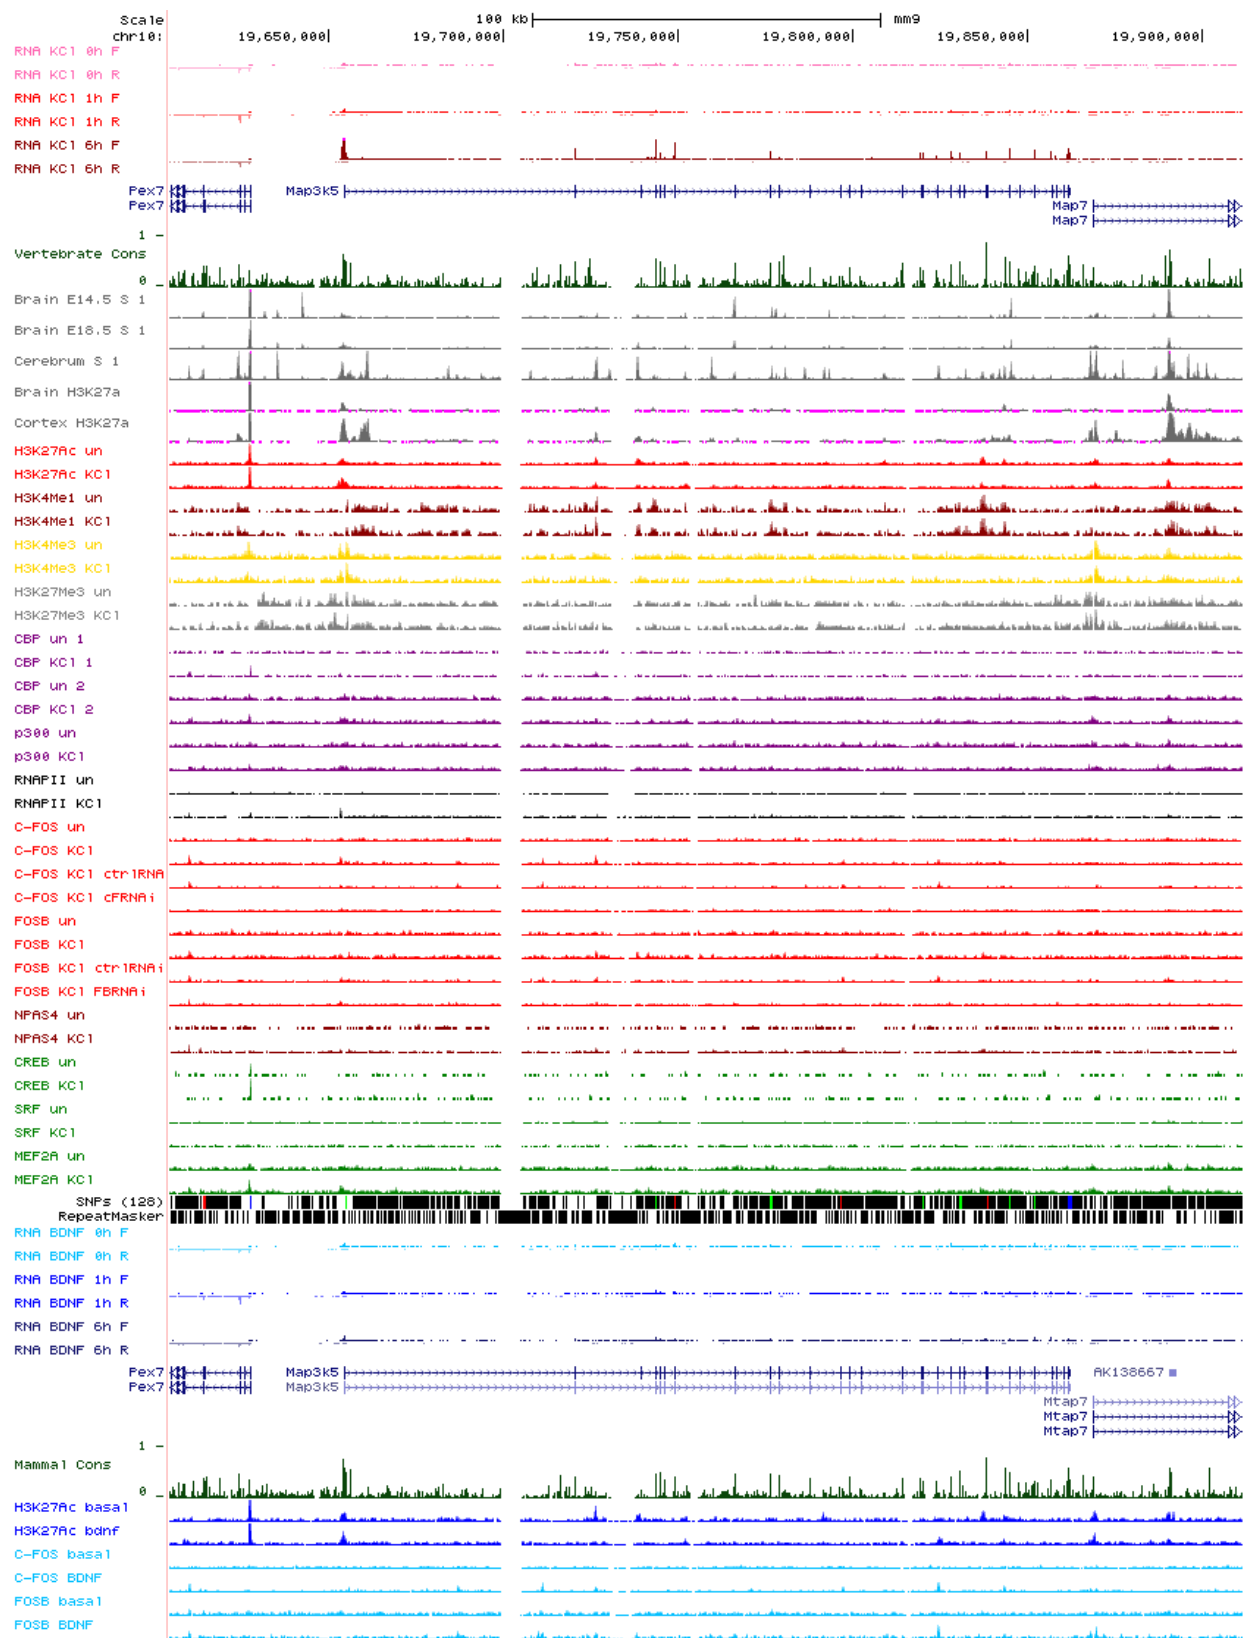 Scale 100 kb mm9
chr10: 19,650,000 19,700,000 19,750,000 19,800,000 19,850,000 19,900,000
RNA KCl 0h F
RNA KCl 0h R
RNA KCl 1h F
RNA KCl 1h R
RNA KCl 6h F
RNA KCl 6h R
Pex7 Map3k5
Pex7 Map7
Map7
1
Vertebrate Cons
0
Brain E14.5 S 1
Brain E18.5 S 1
Cerebrum S 1
Brain H3K27a
Cortex H3K27a
H3K27Ac un
H3K27Ac KCl
H3K4Me1 un
H3K4Me1 KCl
H3K4Me3 un
H3K4Me3 KCl
H3K27Me3 un
H3K27Me3 KCl
CBP un 1
CBP KCl 1
CBP un 2
CBP KCl 2
p300 un
p300 KCl
RNAPII un
RNAPII KCl
C-FOS un
C-FOS KCl
C-FOS KCl ctrlRNA
C-FOS KCl cFRNAi
FOSB un
FOSB KCl
FOSB KCl ctrlRNAi
FOSB KCl FBRNAi
NPAS4 un
NPAS4 KCl
CREB un
CREB KCl
SRF un
SRF KCl
MEF2A un
MEF2A KCl
SNPs (128)
RepeatMasker
RNA BDNF 0h F
RNA BDNF 0h R
RNA BDNF 1h F
RNA BDNF 1h R
RNA BDNF 6h F
RNA BDNF 6h R
Pex7 Map3k5 AK138667
Pex7 Map3k5
Mtap7
Mtap7
Mtap7
1
Mammal Cons
0
H3K27Ac basal
H3K27Ac bdnf
C-FOS basal
C-FOS BDNF
FOSB basal
FOSB BDNF